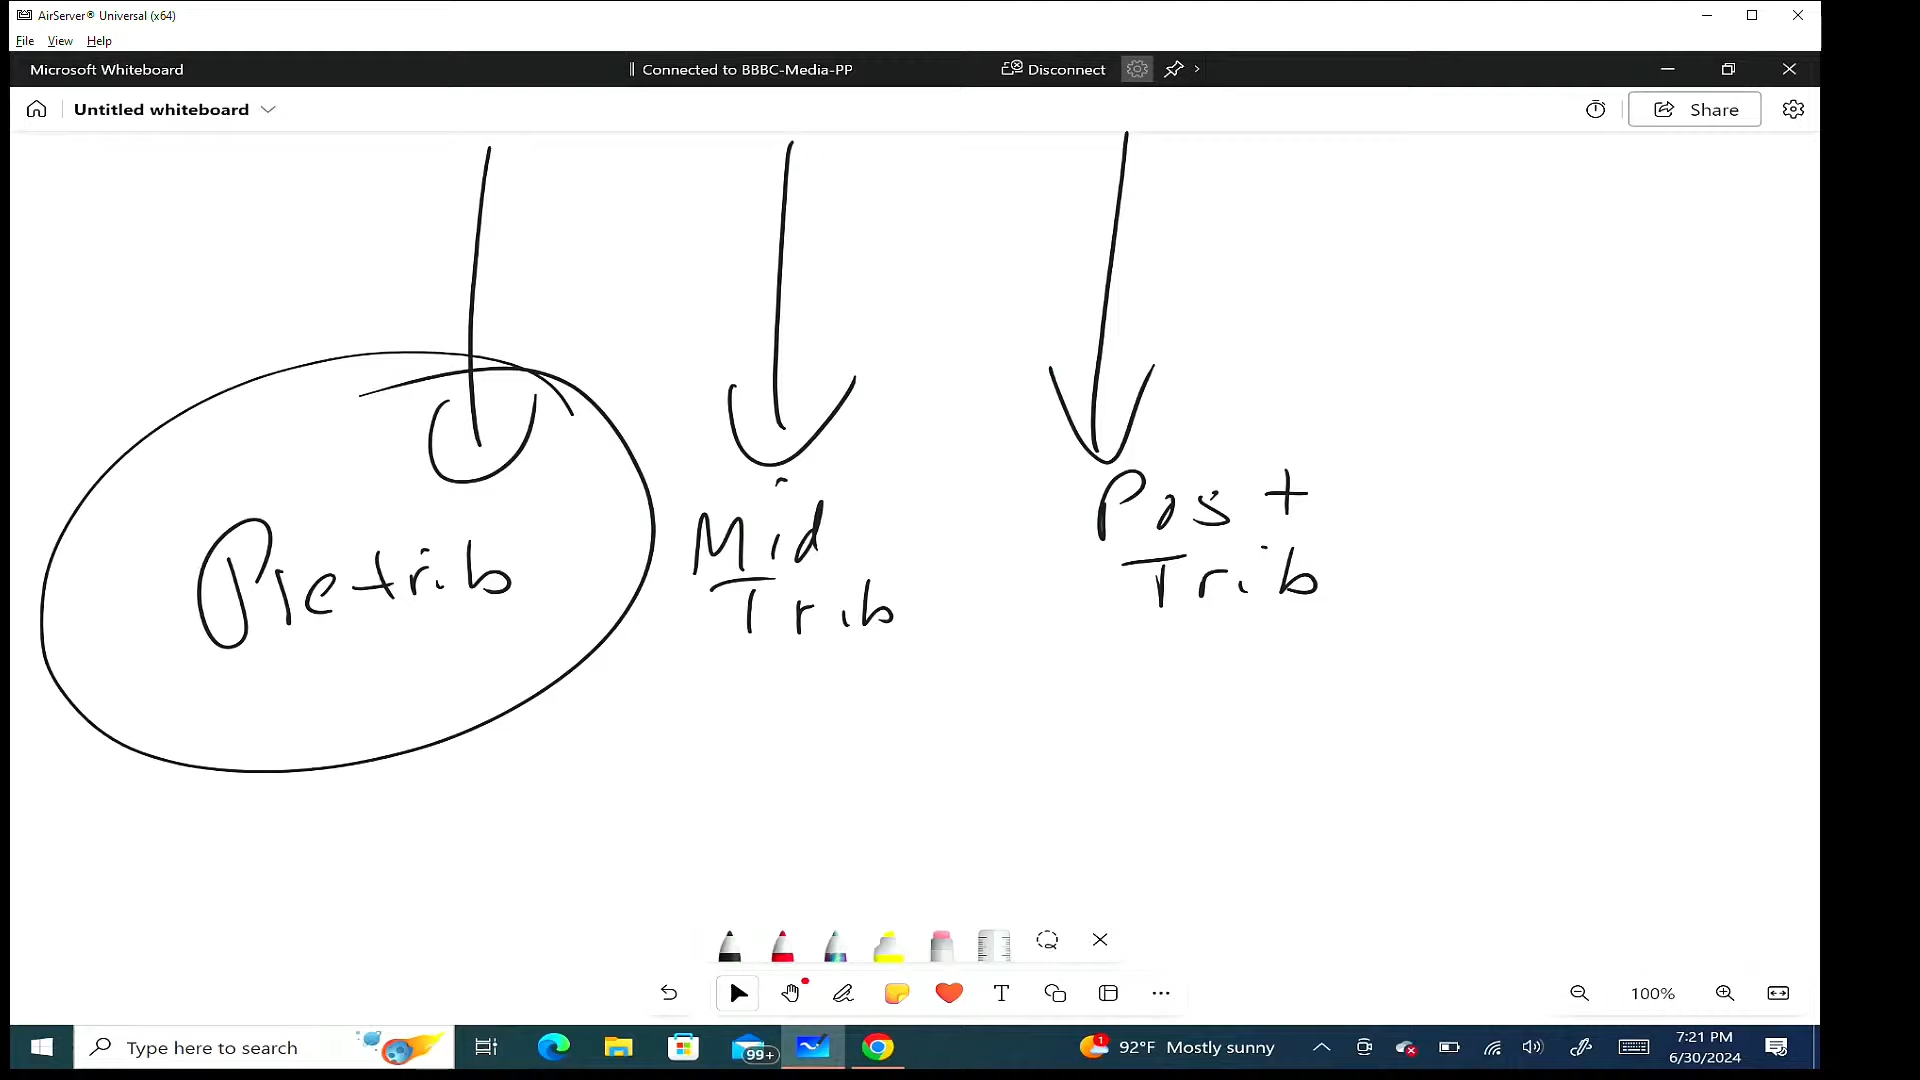 AirServer® Universal (x64)
File View Help
Microsoft Whiteboard
Connected to BBBC-Media-PP
Disconnect
Untitled whiteboard
Share
Pretrib
Mid
Trib
Post
Trib
100%
Type here to search
99+
1
92°F Mostly sunny
7:21 PM
6/30/2024